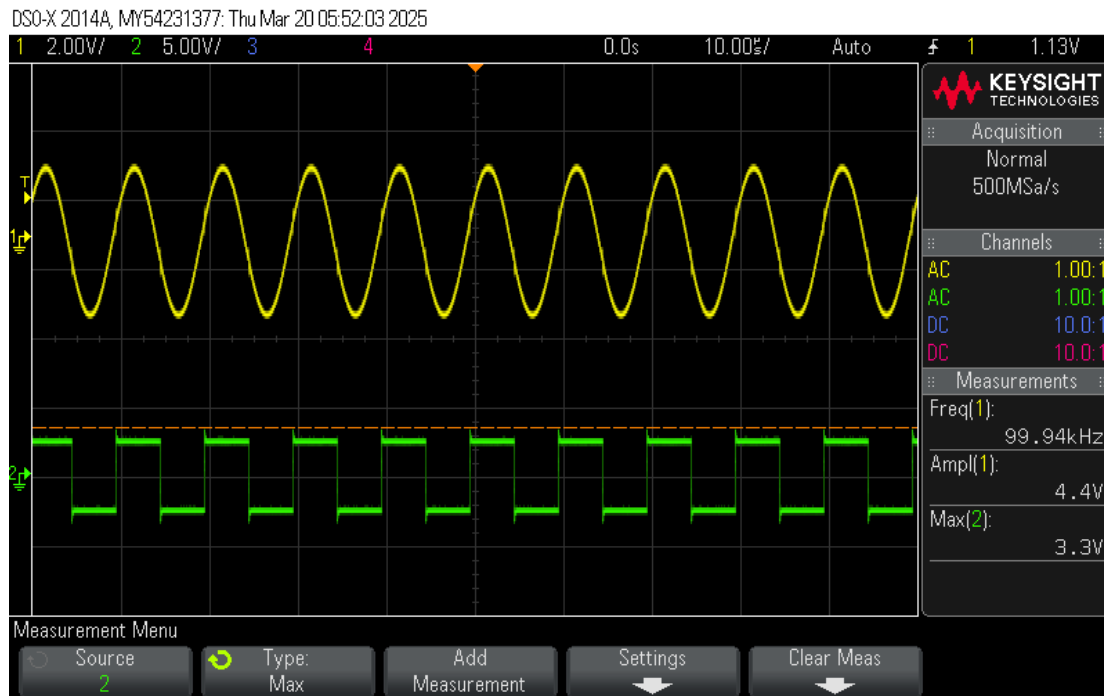 DSO-X 2014A, MY54231377: Thu Mar 20 05:52:03 2025
1 2.00V/ 2 5.00V/ 3 4 0.0s 10.00µs/ Auto 1 1.13V
KEYSIGHT
TECHNOLOGIES
Acquisition
Normal
500MSa/s
T
1
Channels
AC 1.00:1
AC 1.00:1
DC 10.0:1
DC 10.0:1
Measurements
Freq(1):
99.94kHz
Ampl(1):
4.4V
2
Max(2):
3.3V
Measurement Menu
Source
2
Type:
Max
Add
Measurement
Settings
Clear Meas